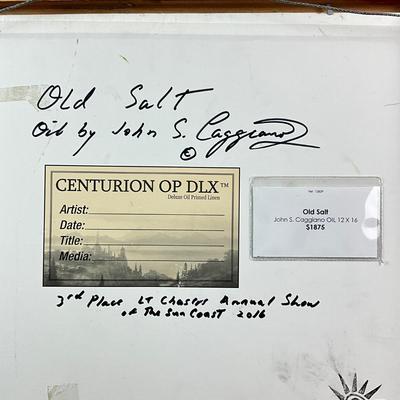 Old Salt
Oil by John S. Caggiano
©
CENTURION OP DLX™
Deluxe Oil Primed Linen
Artist:
Date:
Title:
Media:
Old Salt
John S. Caggiano OIL 12 X 16
$1875
3rd Place LT Chasers Annual Show
of The Sun Coast 2016